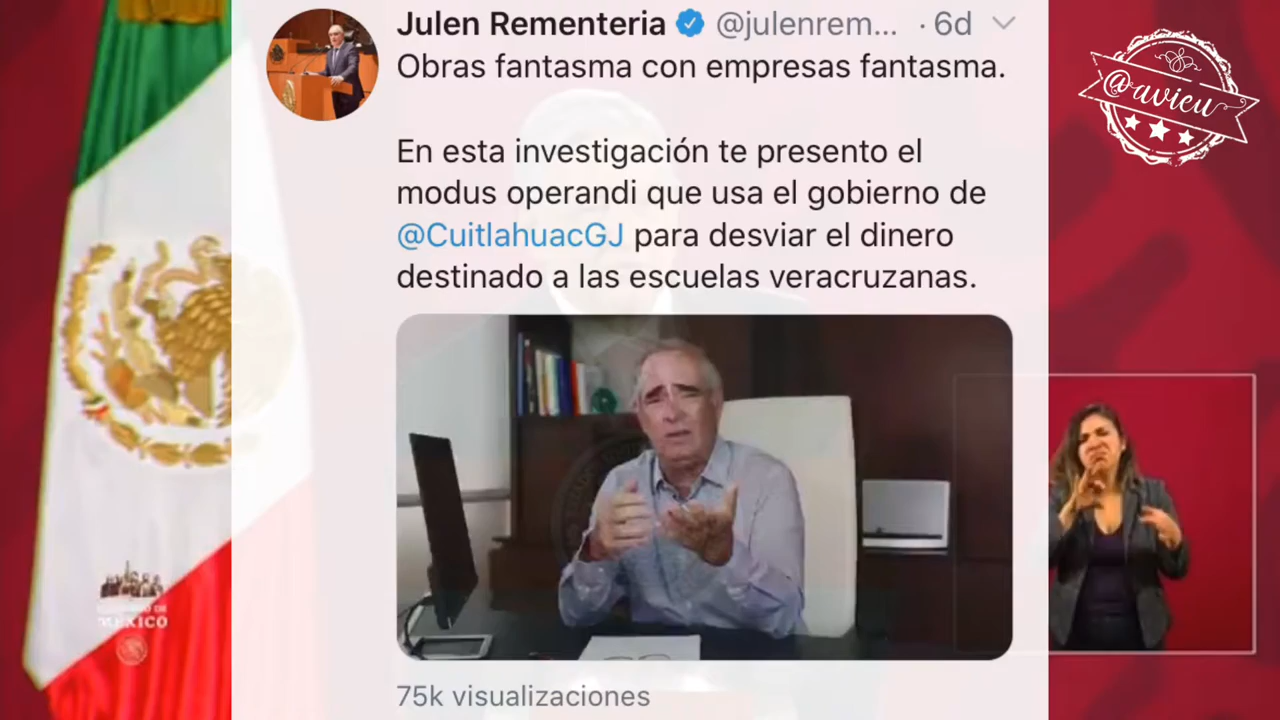 Julen Rementeria @julenrem... · 6d
Obras fantasma con empresas fantasma.
En esta investigación te presento el
modus operandi que usa el gobierno de
@CuitlahuacGJ para desviar el dinero
destinado a las escuelas veracruzanas.
75k visualizaciones
@avieu
MÉXICO